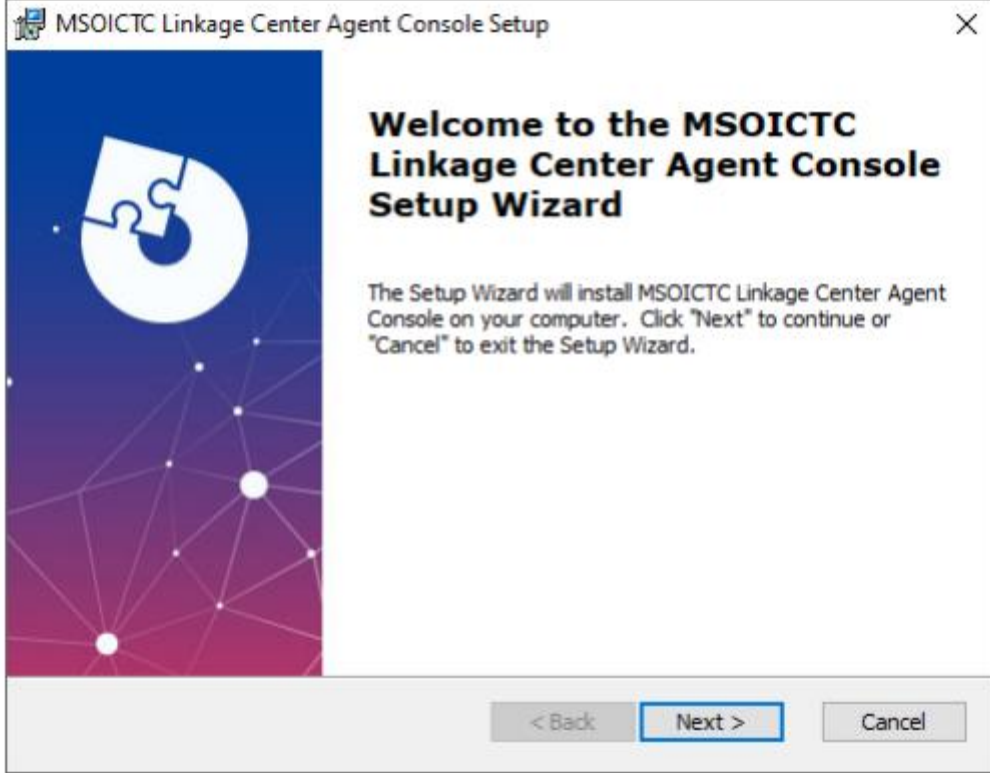 MSOICTC Linkage Center Agent Console Setup
Welcome to the MSOICTC
Linkage Center Agent Console
Setup Wizard
The Setup Wizard will install MSOICTC Linkage Center Agent
Console on your computer.  Click "Next" to continue or
"Cancel" to exit the Setup Wizard.
< Back
Next >
Cancel